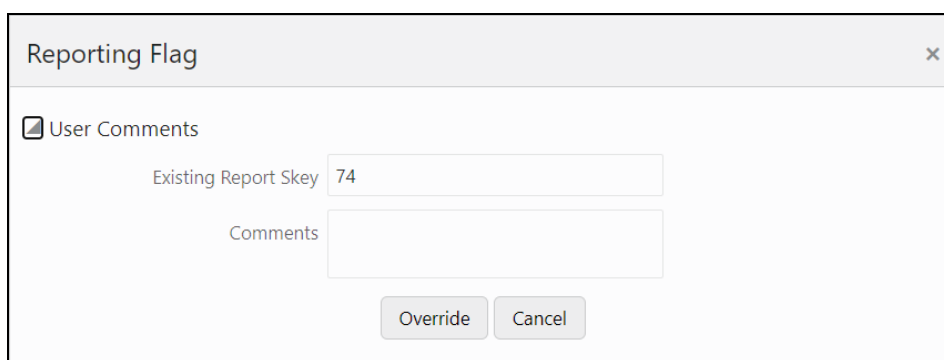 Reporting Flag ×
User Comments
Existing Report Skey 74
Comments
Override Cancel